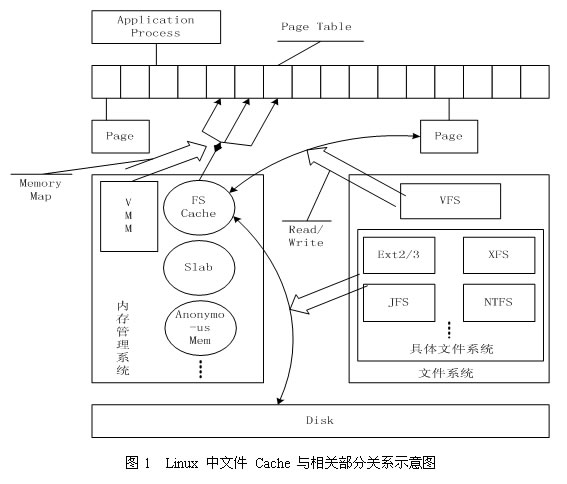 Application
Process
Page Table
Page
Page
Memory
Map
V
M
M
FS
Cache
Read/
Write
VFS
Slab
Ext2/3
XFS
JFS
NTFS
Anonymo
-us
Mem
内存管理系统
具体文件系统
文件系统
Disk
图 1 Linux 中文件 Cache 与相关部分关系示意图